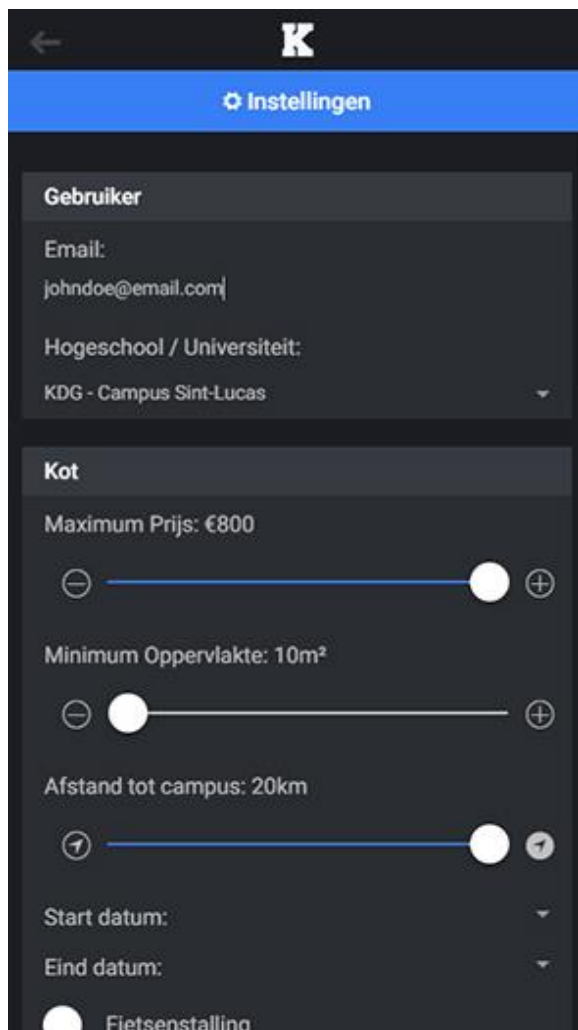 K
Instellingen
Gebruiker
Email:
johndoe@email.com
Hogeschool / Universiteit:
KDG - Campus Sint-Lucas
Kot
Maximum Prijs: €800
Minimum Oppervlakte: 10m²
Afstand tot campus: 20km
Start datum:
Eind datum:
Fietsenstalling